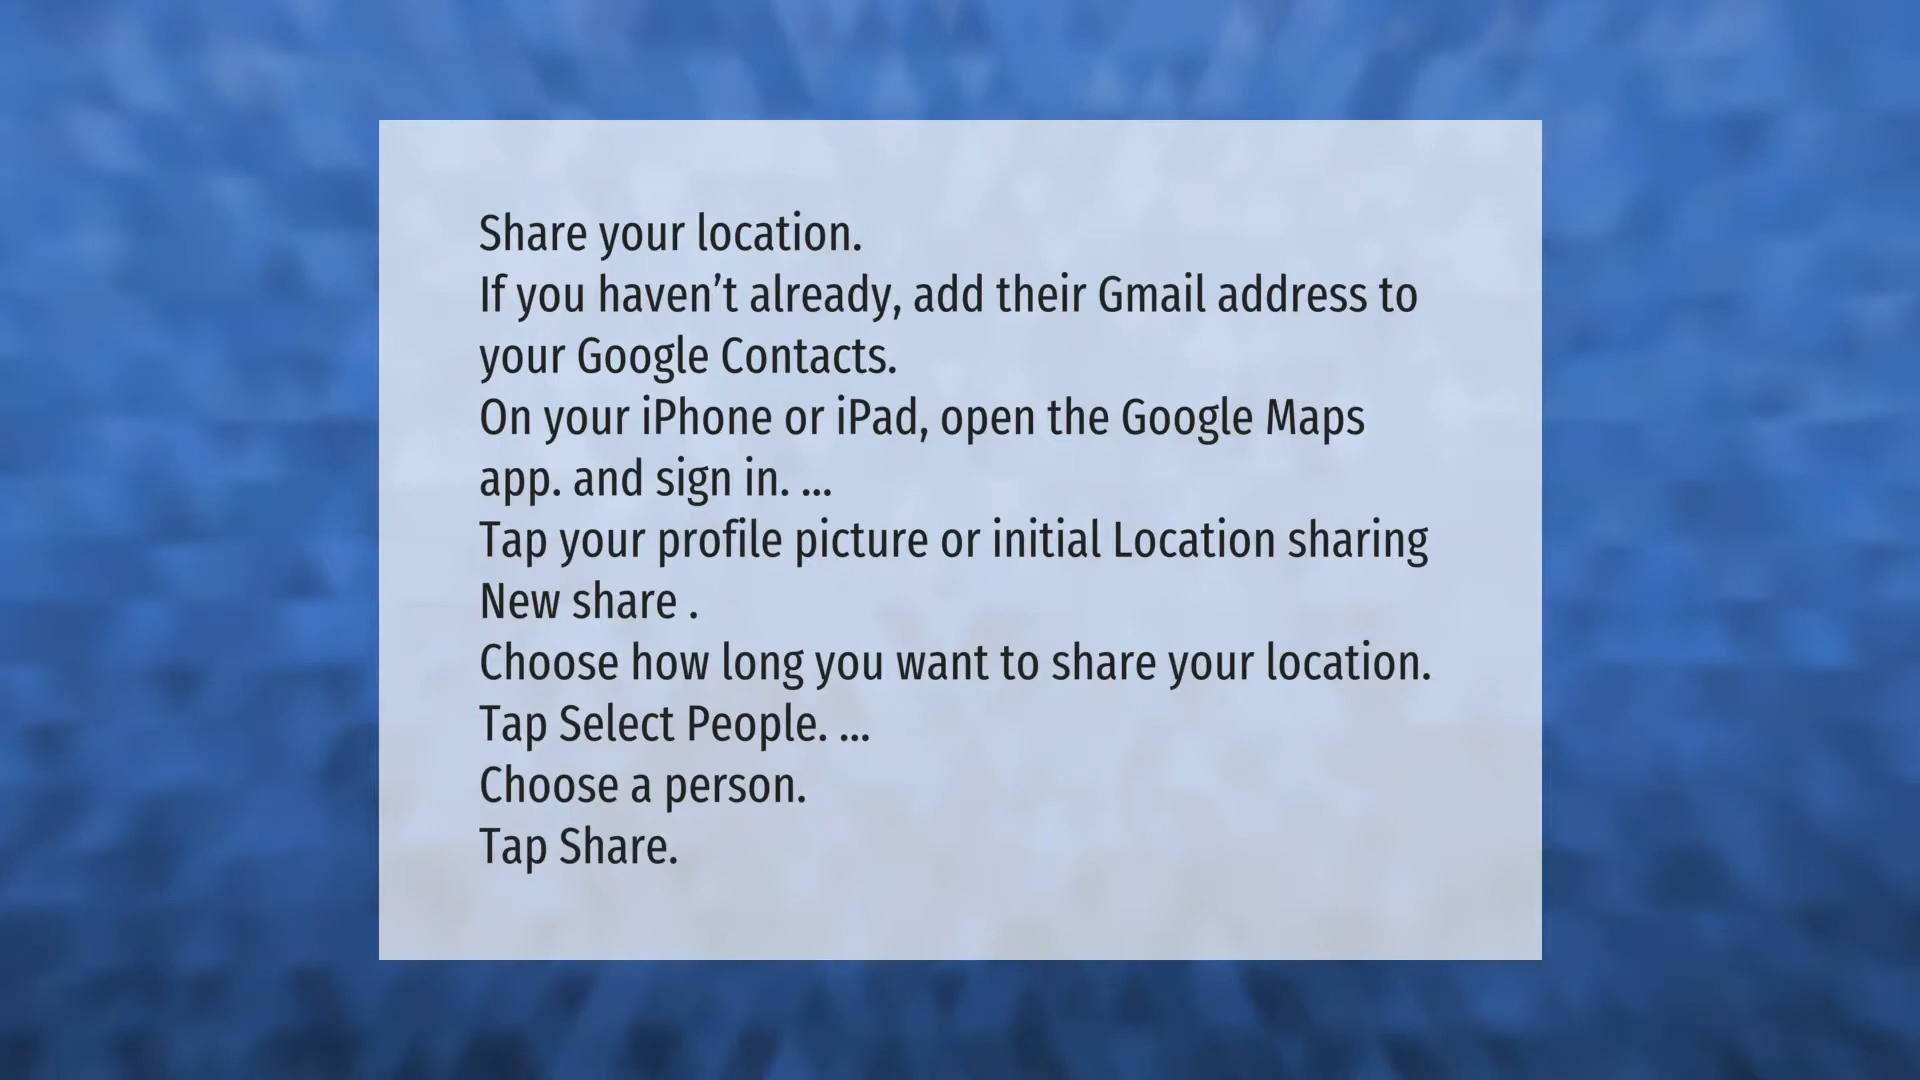 Share your location.
If you haven’t already, add their Gmail address to
your Google Contacts.
On your iPhone or iPad, open the Google Maps
app. and sign in. ...
Tap your profile picture or initial Location sharing
New share .
Choose how long you want to share your location.
Tap Select People. ...
Choose a person.
Tap Share.